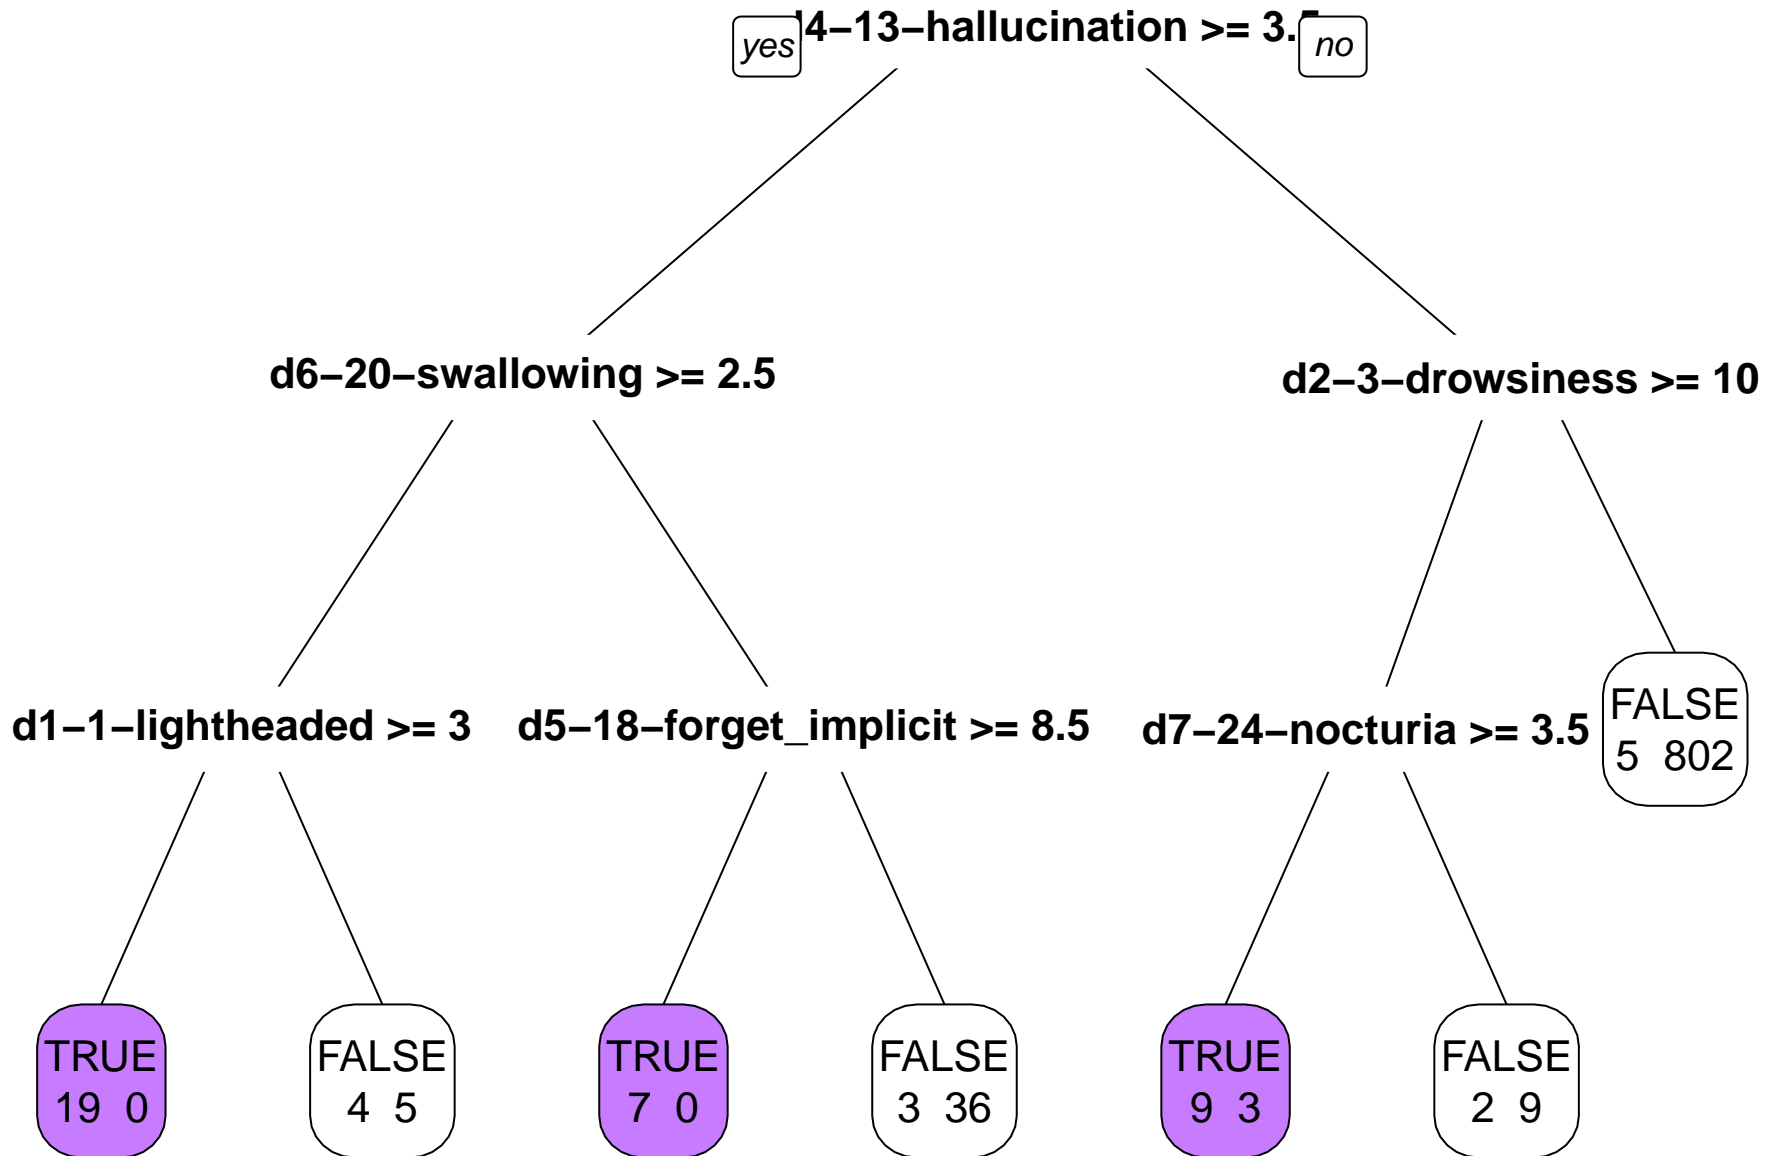 yes
d4–13–hallucination >= 3.5
no
d6–20–swallowing >= 2.5
d2–3–drowsiness >= 10
d1–1–lightheaded >= 3
d5–18–forget_implicit >= 8.5
d7–24–nocturia >= 3.5
FALSE
5 802
TRUE
19 0
FALSE
4 5
TRUE
7 0
FALSE
3 36
TRUE
9 3
FALSE
2 9